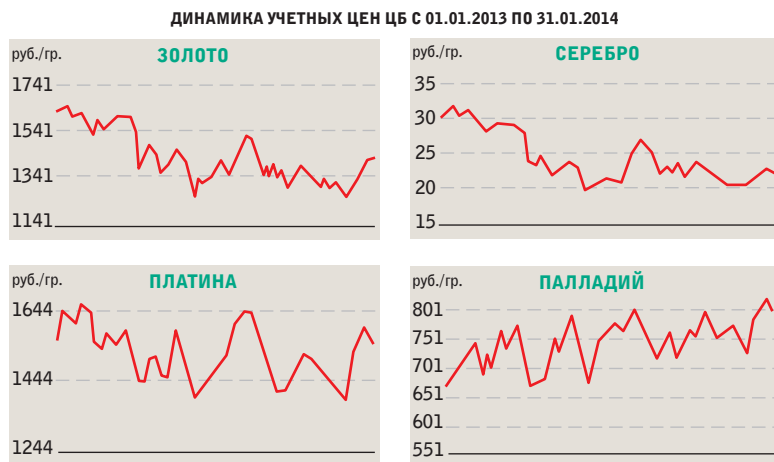 ДИНАМИКА УЧЕТНЫХ ЦЕН ЦБ С 01.01.2013 ПО 31.01.2014
руб./гр.
ЗОЛОТО
1741
1541
1341
1141
руб./гр.
СЕРЕБРО
35
30
25
20
15
руб./гр.
ПЛАТИНА
1644
1444
1244
руб./гр.
ПАЛЛАДИЙ
801
751
701
651
601
551